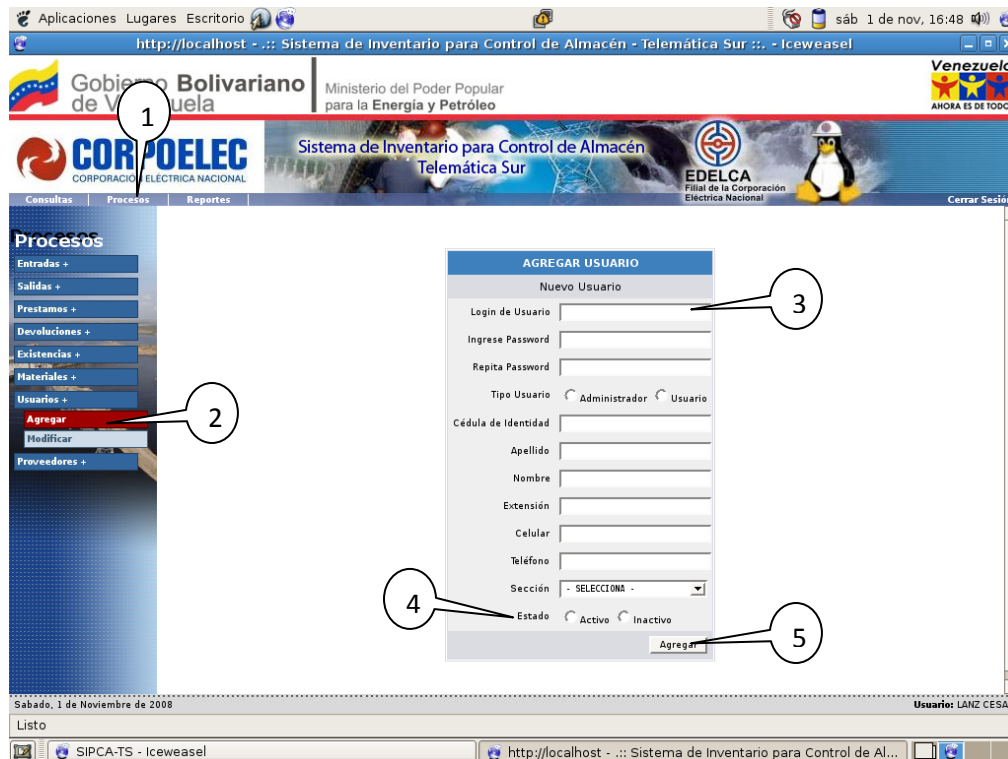 Aplicaciones Lugares Escritorio
sáb 1 de nov, 16:48
http://localhost - .:: Sistema de Inventario para Control de Almacén - Telemática Sur ::. - Iceweasel
Gobierno Bolivariano
de Venezuela
Ministerio del Poder Popular
para la Energía y Petróleo
Venezuela
AHORA ES DE TODOS
1
CORPOELEC
CORPORACIÓN ELÉCTRICA NACIONAL
Sistema de Inventario para Control de Almacén
Telemática Sur
EDELCA
Filial de la Corporación
Eléctrica Nacional
Consultas Procesos Reportes
Cerrar Sesión
Procesos
Entradas +
Salidas +
Prestamos +
Devoluciones +
Existencias +
Materiales +
Usuarios +
Agregar
2
Modificar
Proveedores +
AGREGAR USUARIO
Nuevo Usuario
Login de Usuario
3
Ingrese Password
Repita Password
Tipo Usuario Administrador Usuario
Cédula de Identidad
Apellido
Nombre
Extensión
Celular
Teléfono
Sección - SELECCIONA -
4
Estado Activo Inactivo
Agregar
5
Sabado, 1 de Noviembre de 2008
Usuario: LANZ CESA
Listo
SIPCA-TS - Iceweasel
http://localhost - .:: Sistema de Inventario para Control de Al...